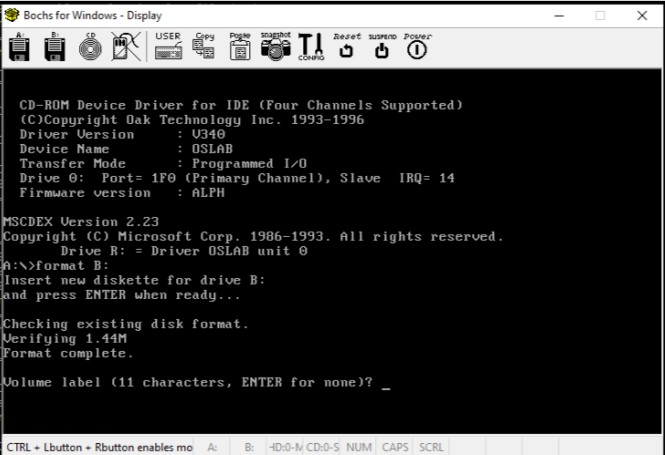 Bochs for Windows - Display
A: B: CD USER Copy Paste snapshot CONFIG Reset SUSPEND Power
CD-ROM Device Driver for IDE (Four Channels Supported)
(C)Copyright Oak Technology Inc. 1993-1996
Driver Version : V340
Device Name : OSLAB
Transfer Mode : Programmed I/O
Drive 0: Port= 1F0 (Primary Channel), Slave IRQ= 14
Firmware version : ALPH
MSCDEX Version 2.23
Copyright (C) Microsoft Corp. 1986-1993. All rights reserved.
Drive R: = Driver OSLAB unit 0
A:\>format B:
Insert new diskette for drive B:
and press ENTER when ready...
Checking existing disk format.
Verifying 1.44M
Format complete.
Volume label (11 characters, ENTER for none)? _
CTRL + Lbutton + Rbutton enables mo A: B: HD:0-M CD:0-S NUM CAPS SCRL